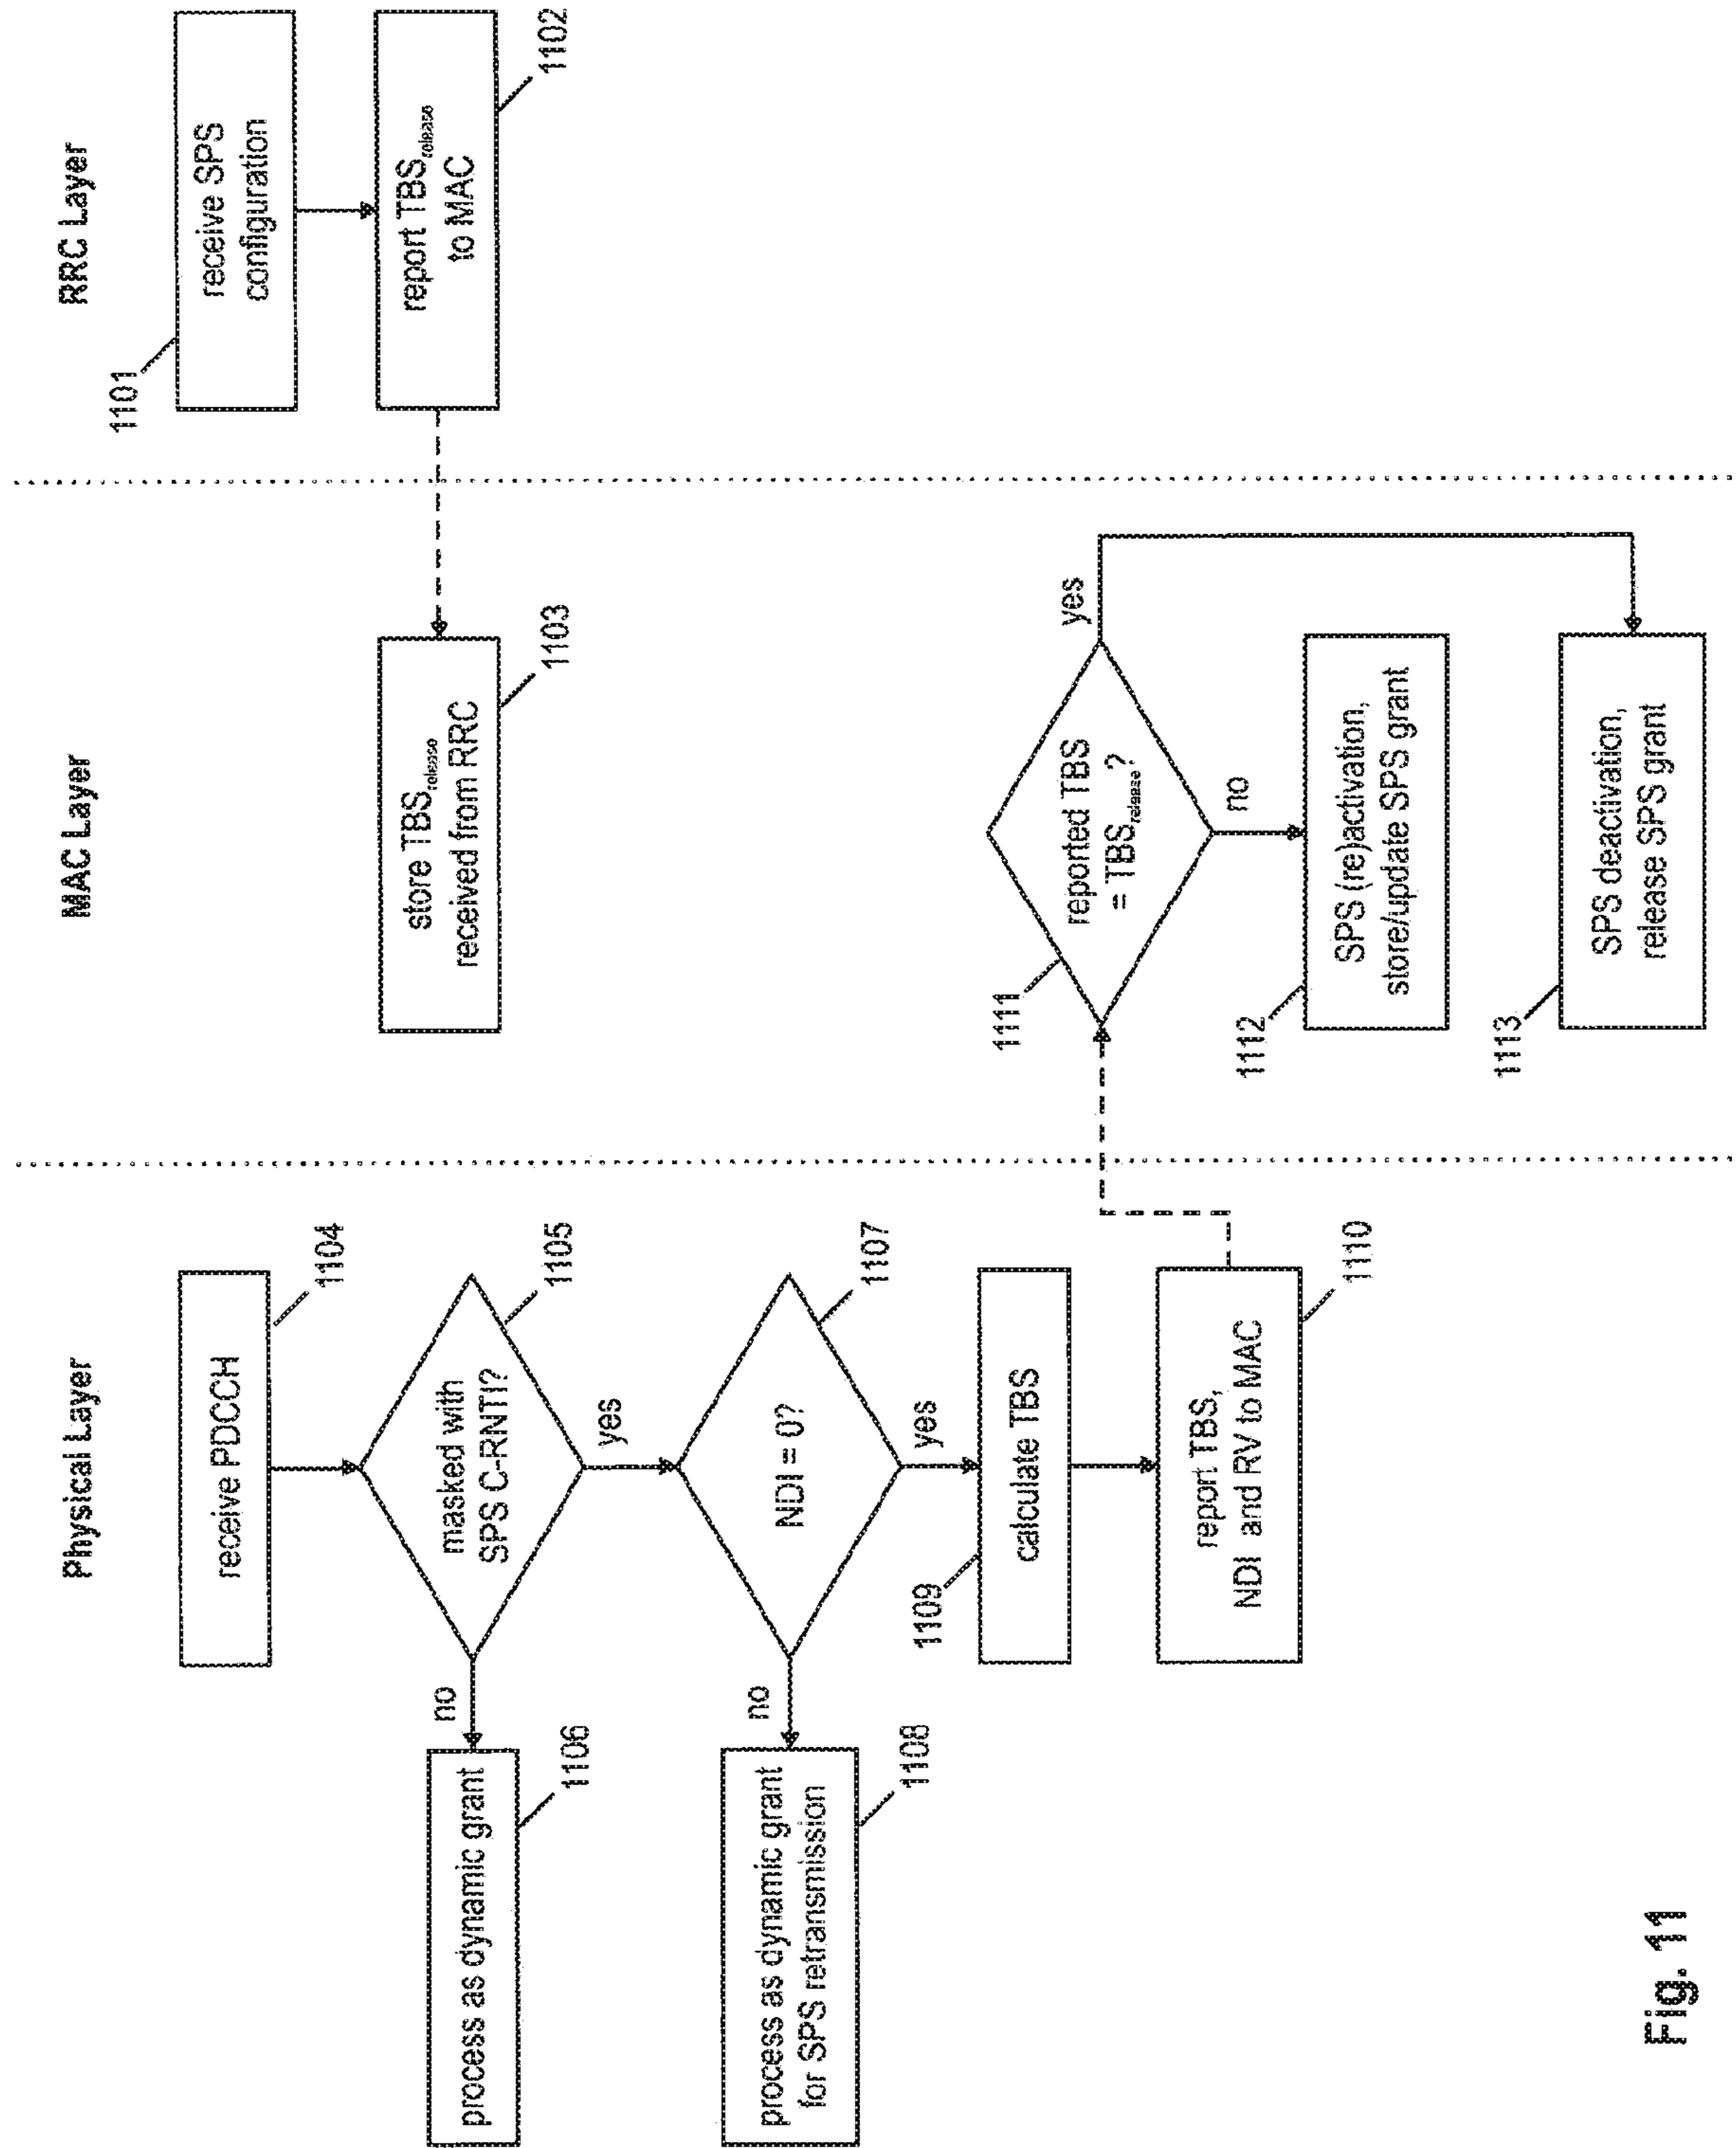 Physical Layer
MAC Layer
RRC Layer
receive PDCCH
1104
masked with
SPS C-RNTI?
1105
no
yes
process as dynamic grant
1106
NDI = 0?
1107
no
yes
process as dynamic grant
for SPS retransmission
1108
1109
calculate TBS
report TBS,
NDI and RV to MAC
1110
store TBSrelease
received from RRC
1103
1111
reported TBS
= TBSrelease?
yes
no
1112
SPS (re)activation,
store/update SPS grant
1113
SPS deactivation,
release SPS grant
1101
receive SPS
configuration
report TBSrelease
to MAC
1102
Fig. 11